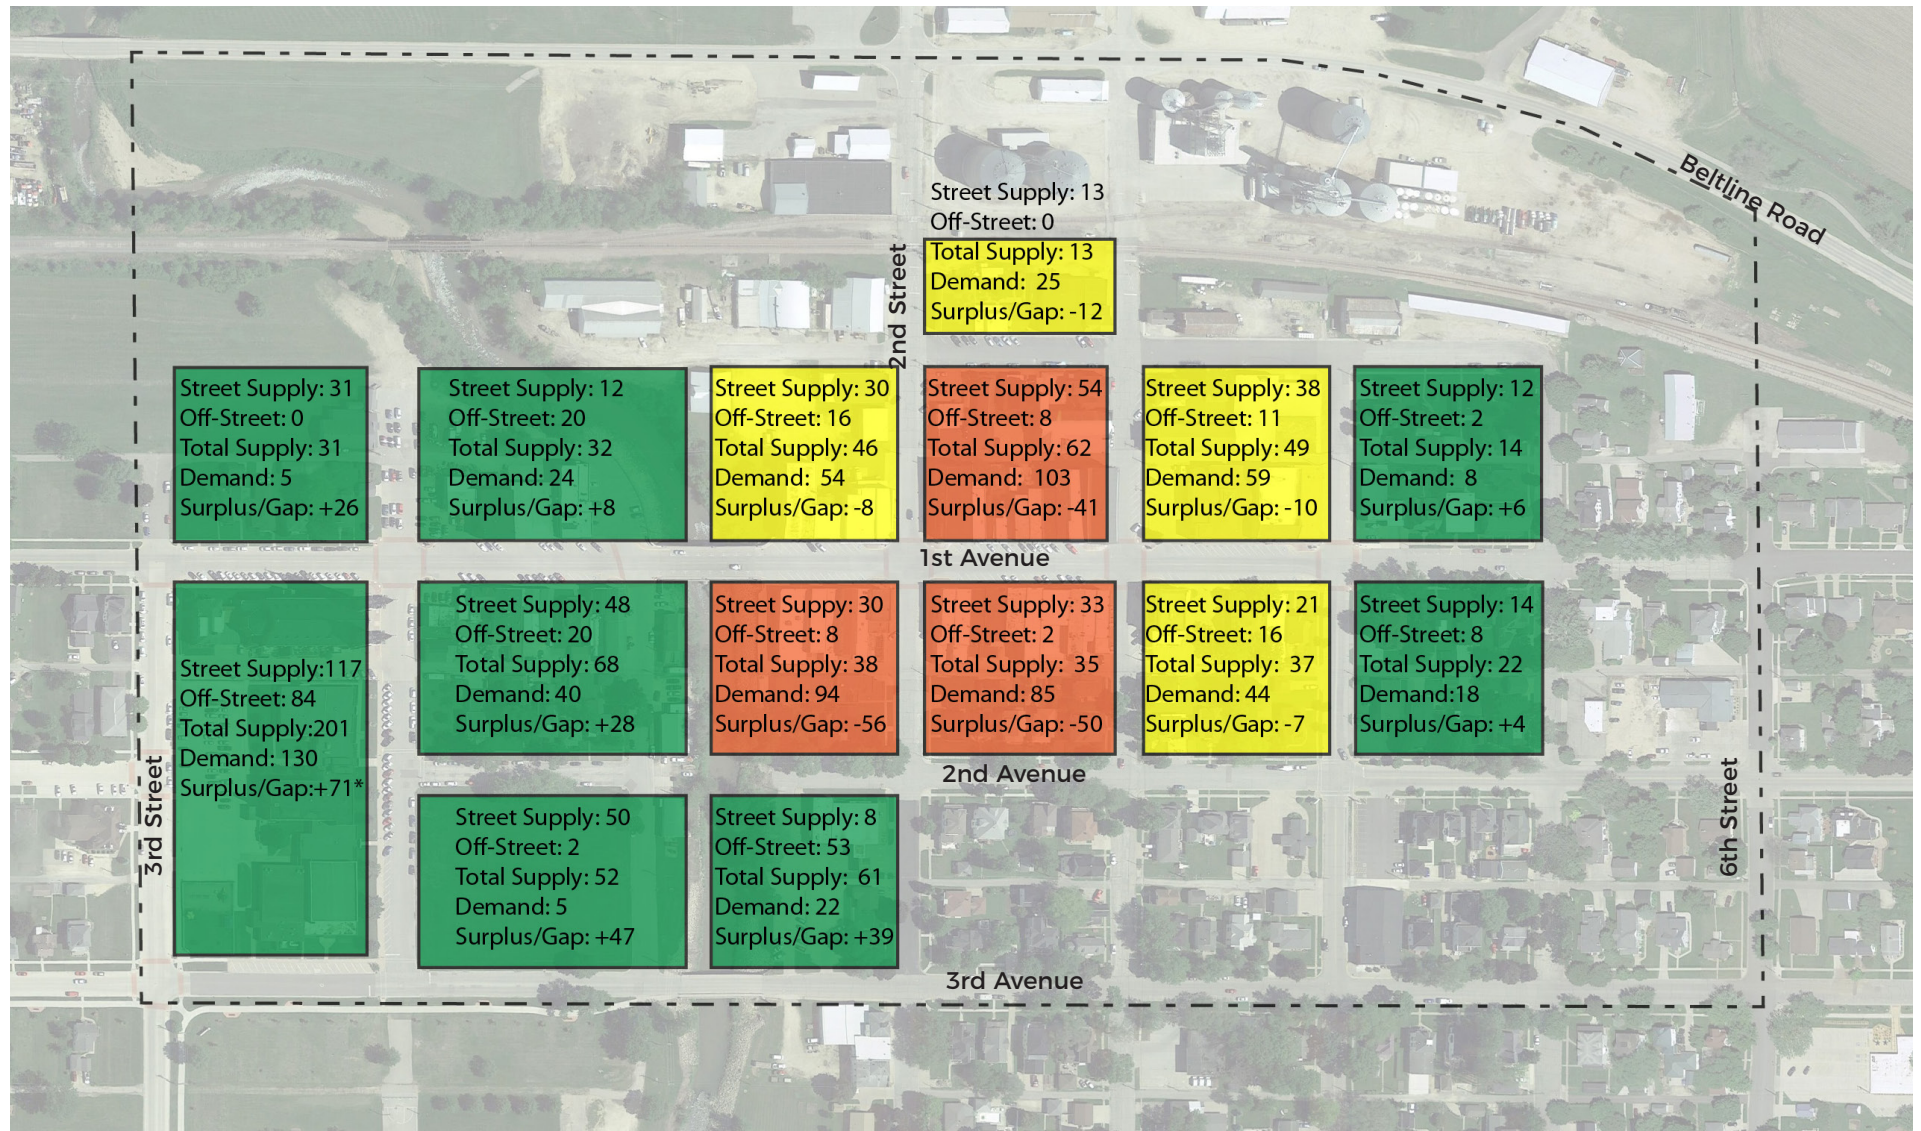 Beltline Road
Street Supply: 13
Off-Street: 0
Total Supply: 13
Demand: 25
Surplus/Gap: -12
2nd Street
Street Supply: 31
Off-Street: 0
Total Supply: 31
Demand: 5
Surplus/Gap: +26
Street Supply: 12
Off-Street: 20
Total Supply: 32
Demand: 24
Surplus/Gap: +8
Street Supply: 30
Off-Street: 16
Total Supply: 46
Demand: 54
Surplus/Gap: -8
Street Supply: 54
Off-Street: 8
Total Supply: 62
Demand: 103
Surplus/Gap: -41
Street Supply: 38
Off-Street: 11
Total Supply: 49
Demand: 59
Surplus/Gap: -10
Street Supply: 12
Off-Street: 2
Total Supply: 14
Demand: 8
Surplus/Gap: +6
1st Avenue
Street Supply:117
Off-Street: 84
Total Supply:201
Demand: 130
Surplus/Gap:+71*
Street Supply: 48
Off-Street: 20
Total Supply: 68
Demand: 40
Surplus/Gap: +28
Street Suppy: 30
Off-Street: 8
Total Supply: 38
Demand: 94
Surplus/Gap: -56
Street Supply: 33
Off-Street: 2
Total Supply: 35
Demand: 85
Surplus/Gap: -50
Street Supply: 21
Off-Street: 16
Total Supply: 37
Demand: 44
Surplus/Gap: -7
Street Supply: 14
Off-Street: 8
Total Supply: 22
Demand:18
Surplus/Gap: +4
2nd Avenue
3rd Street
6th Street
Street Supply: 50
Off-Street: 2
Total Supply: 52
Demand: 5
Surplus/Gap: +47
Street Supply: 8
Off-Street: 53
Total Supply: 61
Demand: 22
Surplus/Gap: +39
3rd Avenue